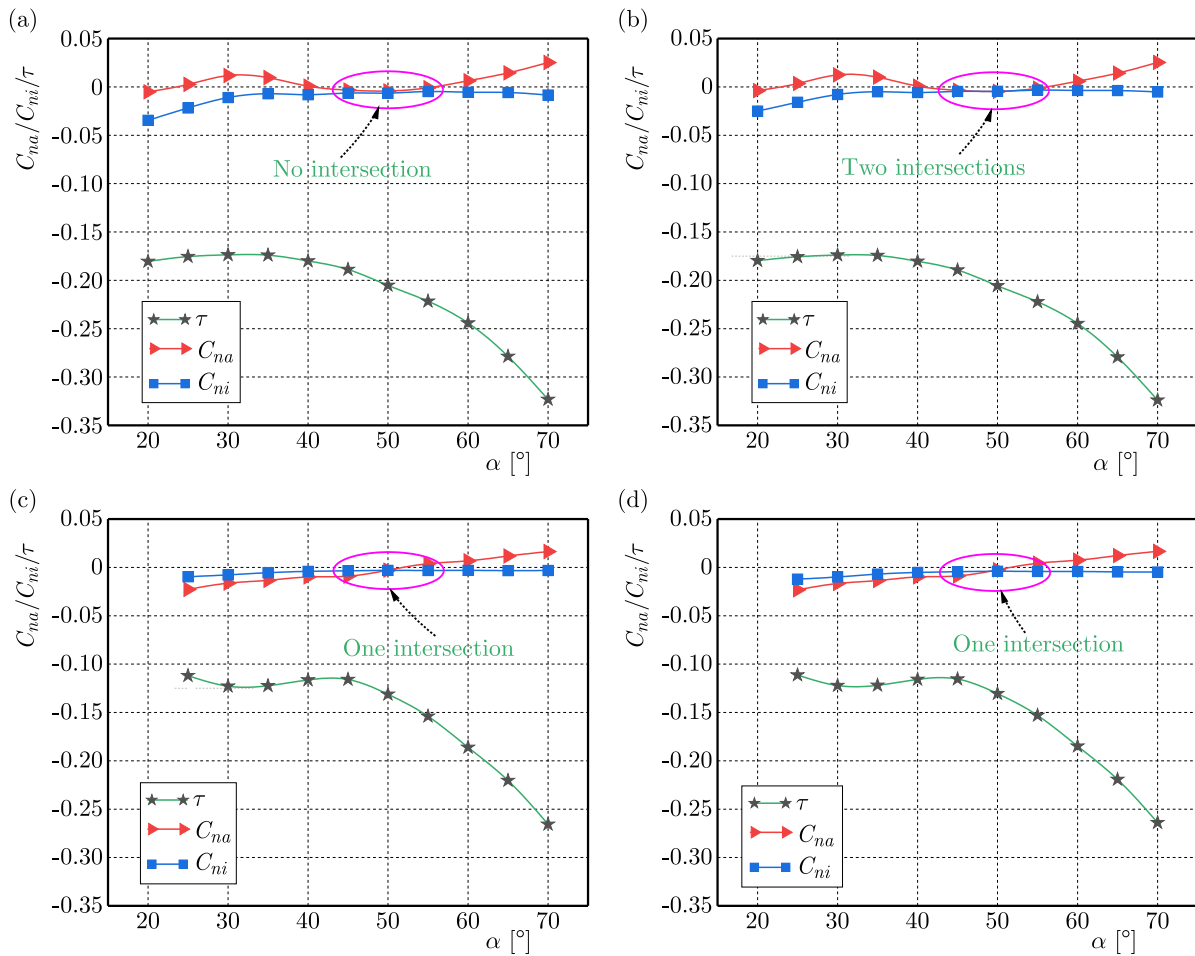 (a)
0.05
0
-0.05
-0.10
-0.15
-0.20
-0.25
-0.30
-0.35
C_na/C_ni/τ
No intersection
τ
C_na
C_ni
20 30 40 50 60 70
α [°]
(b)
0.05
0
-0.05
-0.10
-0.15
-0.20
-0.25
-0.30
-0.35
C_na/C_ni/τ
Two intersections
τ
C_na
C_ni
20 30 40 50 60 70
α [°]
(c)
0.05
0
-0.05
-0.10
-0.15
-0.20
-0.25
-0.30
-0.35
C_na/C_ni/τ
One intersection
τ
C_na
C_ni
20 30 40 50 60 70
α [°]
(d)
0.05
0
-0.05
-0.10
-0.15
-0.20
-0.25
-0.30
-0.35
C_na/C_ni/τ
One intersection
τ
C_na
C_ni
20 30 40 50 60 70
α [°]